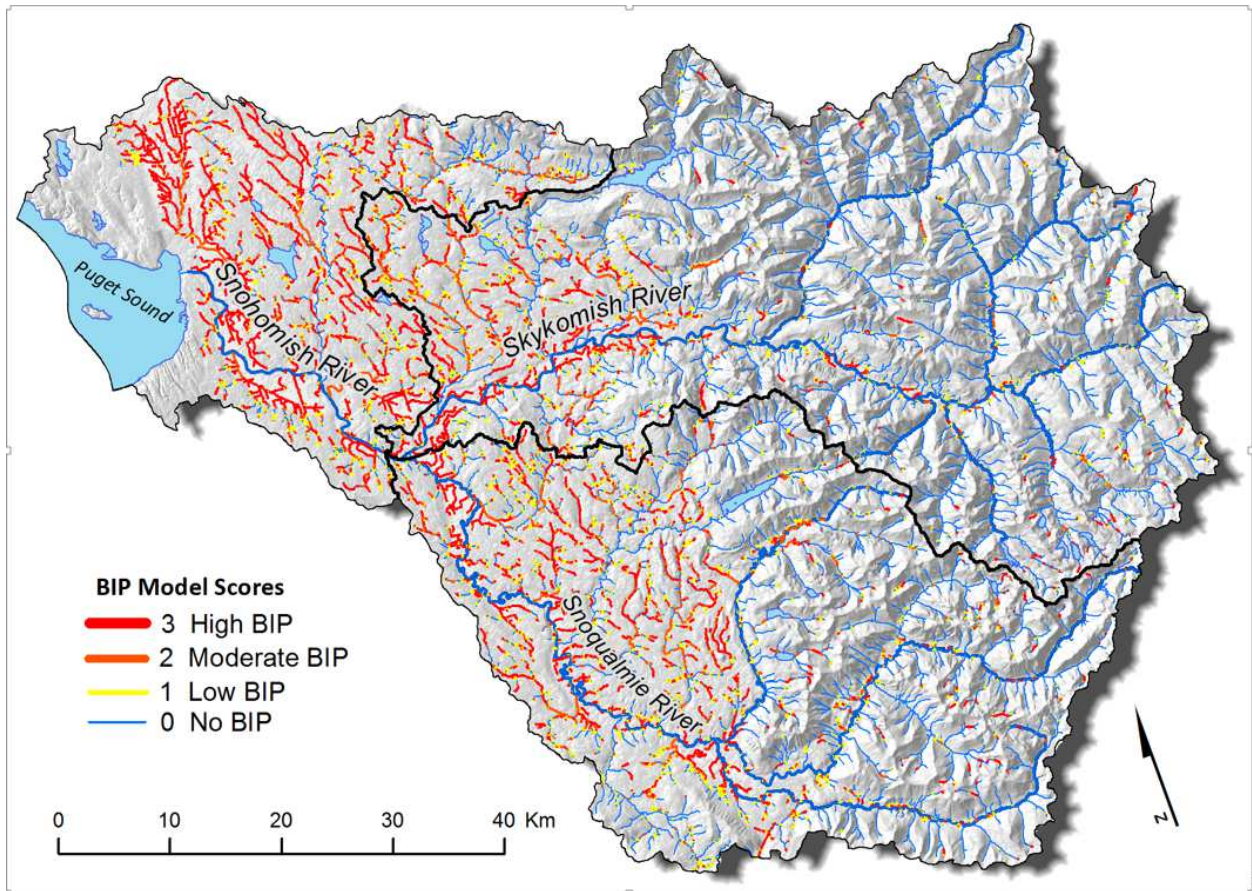 Puget Sound
Snohomish River
Skykomish River
Snoqualmie River
BIP Model Scores
3 High BIP
2 Moderate BIP
1 Low BIP
0 No BIP
0 10 20 30 40 Km
N